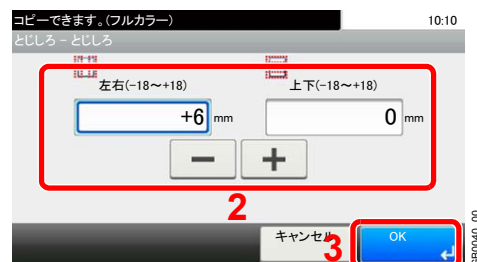 コピーできます。(フルカラー) 10:10
とじしろ - とじしろ
左右(-18～+18) 上下(-18～+18)
+6 mm 0 mm
− +
2
キャンセル 3 OK